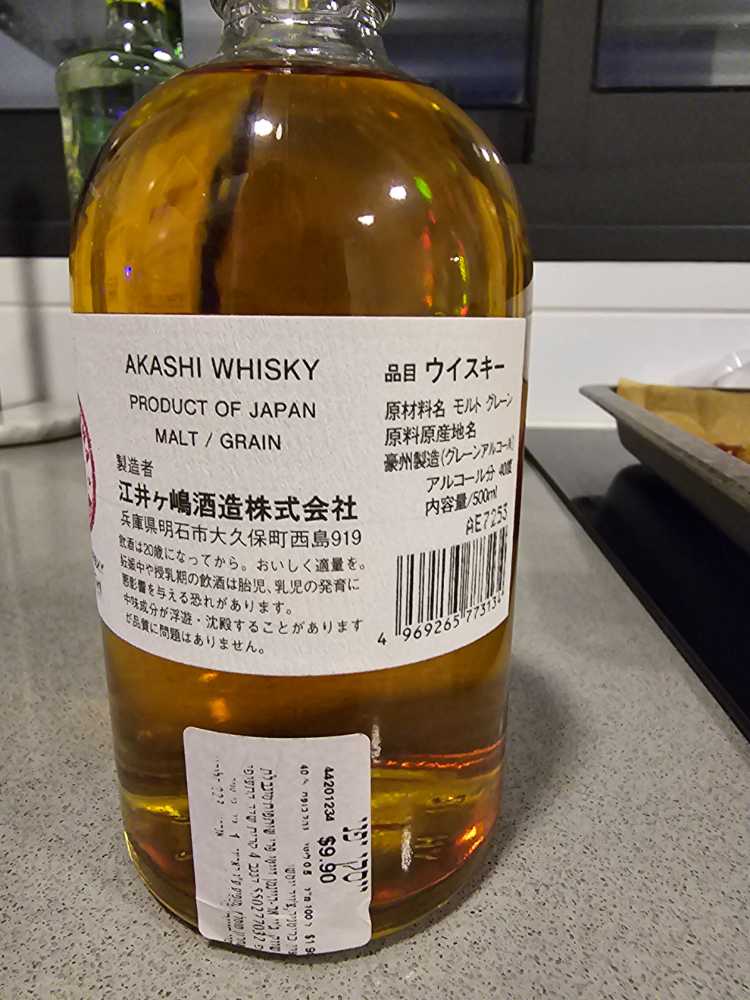 AKASHI WHISKY
PRODUCT OF JAPAN
MALT / GRAIN
製造者
江井ヶ嶋酒造株式会社
兵庫県明石市大久保町西島919
飲酒は20歳になってから。おいしく適量を。
妊娠中や授乳期の飲酒は胎児、乳児の発育に
悪影響を与える恐れがあります。
中味成分が浮遊・沈殿することがあります
が品質に問題はありません。
品目 ウイスキー
原材料名 モルト グレーン
原料原産地名
豪州製造(グレーンアルコール)
アルコール分 40度
内容量/500ml
AE7253
4 969265 773134
44201234 $9.90